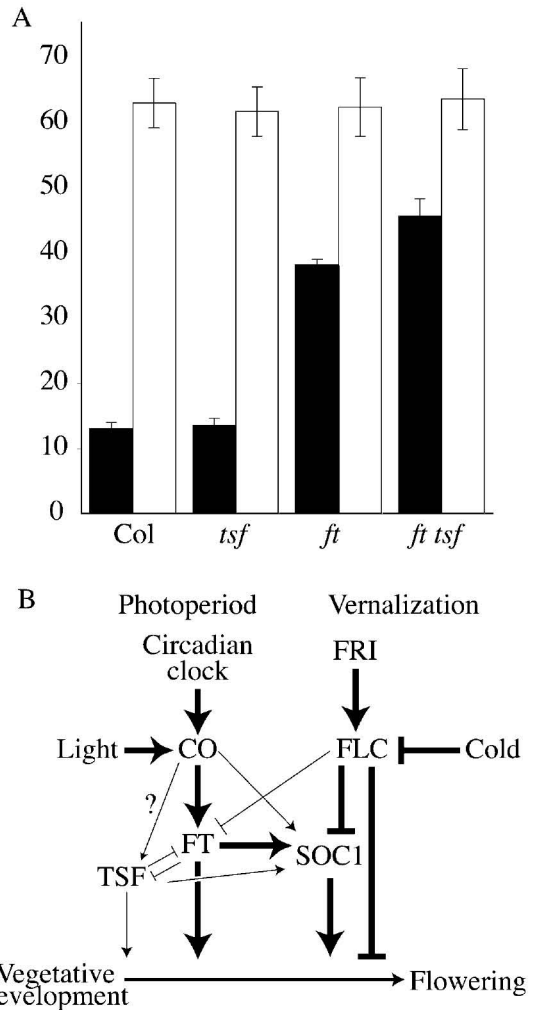 A
70
60
50
40
30
20
10
0
Col tsf ft ft tsf
B
Photoperiod Vernalization
Circadian
clock
FRI
Light CO FLC Cold
?
FT
SOC1
TSF
Vegetative
evelopment
Flowering